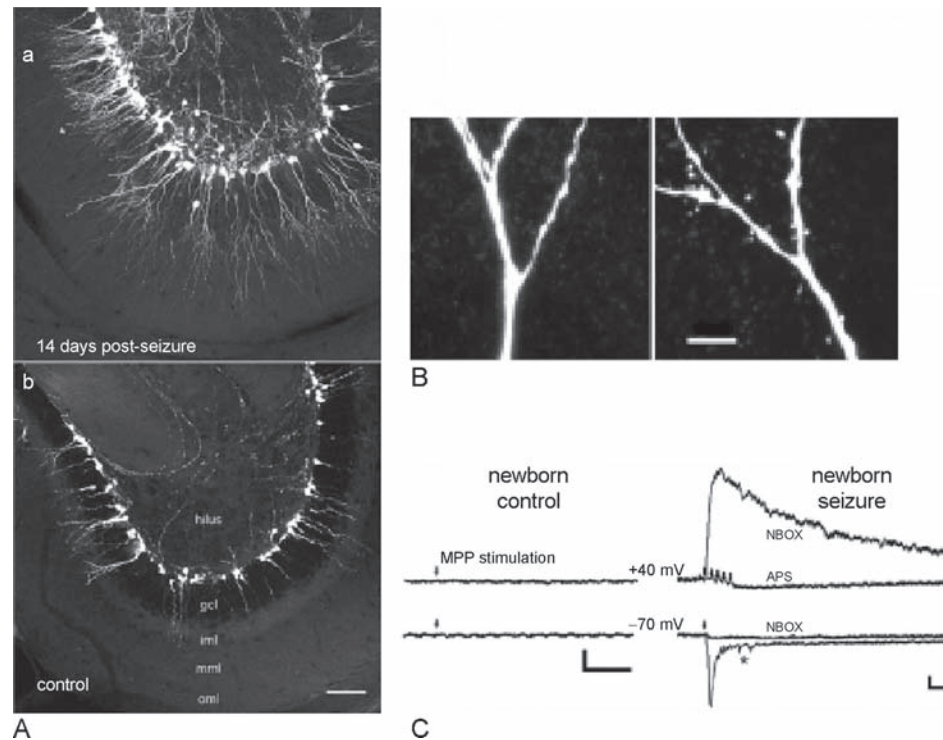 a
14 days post-seizure
b
hilus
gcl
iml
mml
oml
control
A
B
newborn
control
newborn
seizure
NBOX
MPP stimulation
+40 mV
APS
−70 mV
NBOX
*
C